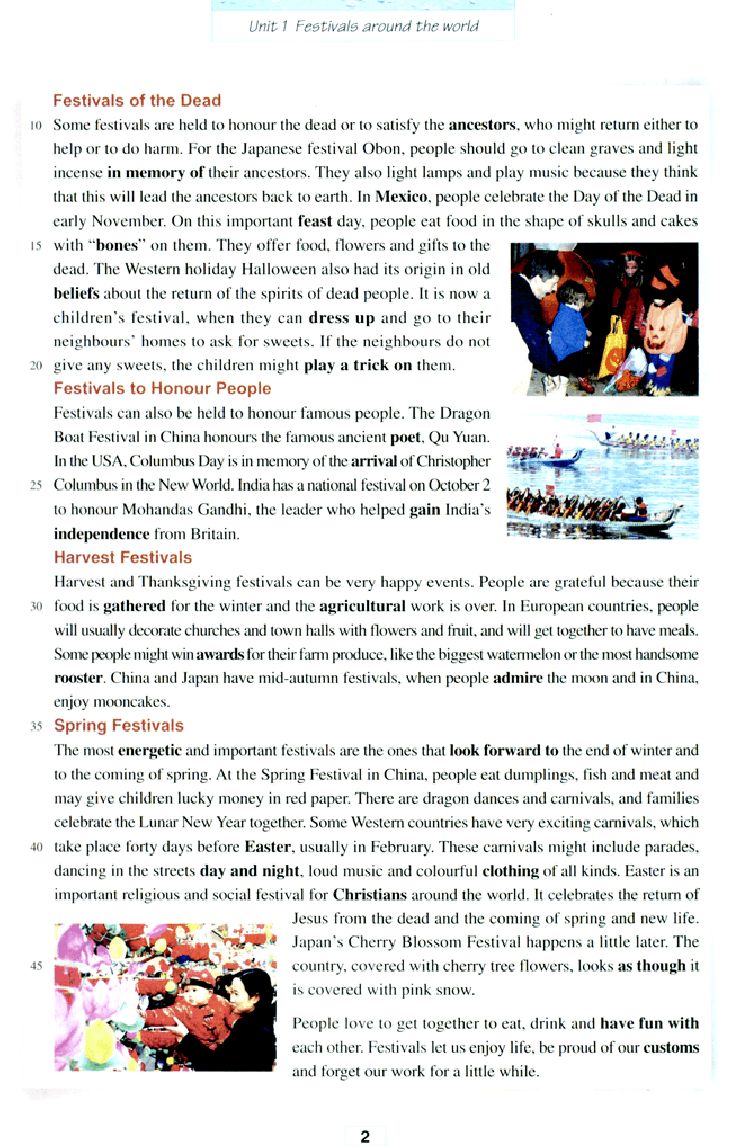 Unit 1 Festivals around the world
Festivals of the Dead
10 Some festivals are held to honour the dead or to satisfy the ancestors, who might return either to
help or to do harm. For the Japanese festival Obon, people should go to clean graves and light
incense in memory of their ancestors. They also light lamps and play music because they think
that this will lead the ancestors back to earth. In Mexico, people celebrate the Day of the Dead in
early November. On this important feast day, people eat food in the shape of skulls and cakes
15 with “bones” on them. They offer food, flowers and gifts to the
dead. The Western holiday Halloween also had its origin in old
beliefs about the return of the spirits of dead people. It is now a
children's festival, when they can dress up and go to their
neighbours' homes to ask for sweets. If the neighbours do not
20 give any sweets, the children might play a trick on them.
Festivals to Honour People
Festivals can also be held to honour famous people. The Dragon
Boat Festival in China honours the famous ancient poet, Qu Yuan.
In the USA, Columbus Day is in memory of the arrival of Christopher
25 Columbus in the New World. India has a national festival on October 2
to honour Mohandas Gandhi, the leader who helped gain India's
independence from Britain.
Harvest Festivals
Harvest and Thanksgiving festivals can be very happy events. People are grateful because their
30 food is gathered for the winter and the agricultural work is over. In European countries, people
will usually decorate churches and town halls with flowers and fruit, and will get together to have meals.
Some people might win awards for their farm produce, like the biggest watermelon or the most handsome
rooster. China and Japan have mid-autumn festivals, when people admire the moon and in China,
enjoy mooncakes.
35 Spring Festivals
The most energetic and important festivals are the ones that look forward to the end of winter and
to the coming of spring. At the Spring Festival in China, people eat dumplings, fish and meat and
may give children lucky money in red paper. There are dragon dances and carnivals, and families
celebrate the Lunar New Year together. Some Western countries have very exciting carnivals, which
40 take place forty days before Easter, usually in February. These carnivals might include parades,
dancing in the streets day and night, loud music and colourful clothing of all kinds. Easter is an
important religious and social festival for Christians around the world. It celebrates the return of
Jesus from the dead and the coming of spring and new life.
Japan's Cherry Blossom Festival happens a little later. The
45 country, covered with cherry tree flowers, looks as though it
is covered with pink snow.
People love to get together to eat, drink and have fun with
each other. Festivals let us enjoy life, be proud of our customs
and forget our work for a little while.
2